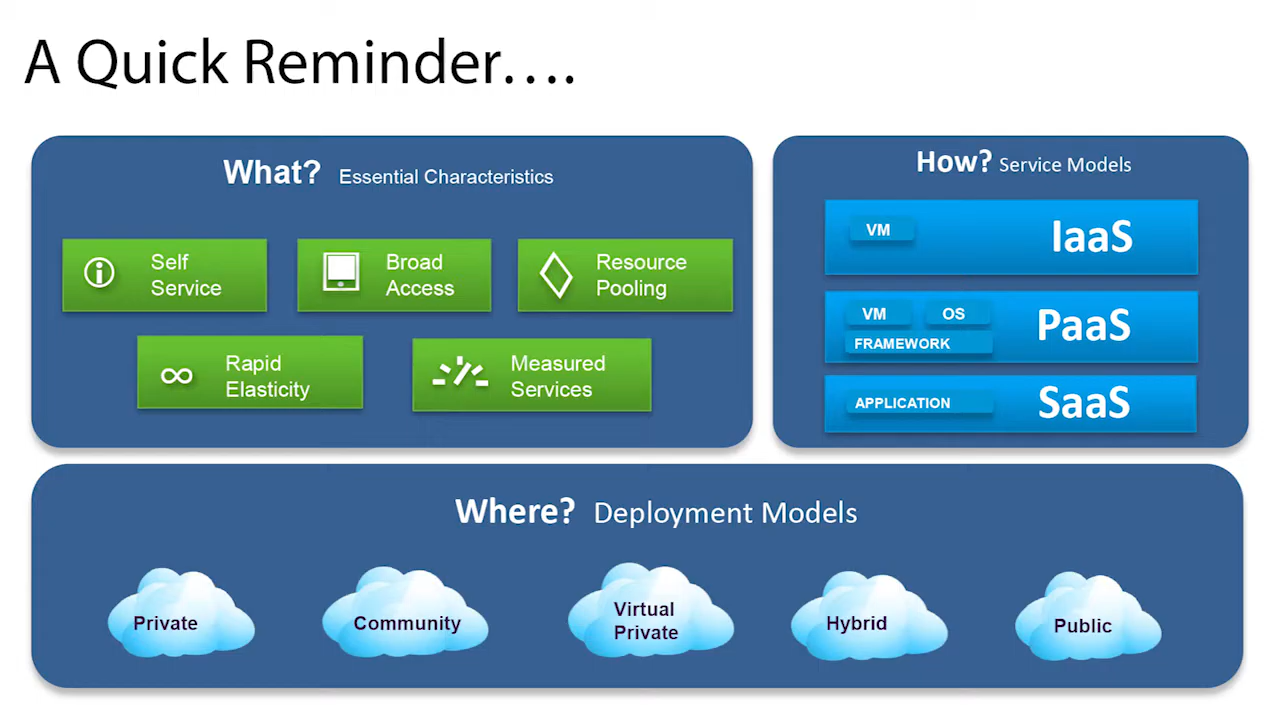 A Quick Reminder….
What? Essential Characteristics
Self
Service
Broad
Access
Resource
Pooling
Rapid
Elasticity
Measured
Services
How? Service Models
VM
IaaS
VM OS
FRAMEWORK
PaaS
APPLICATION
SaaS
Where? Deployment Models
Private
Community
Virtual
Private
Hybrid
Public